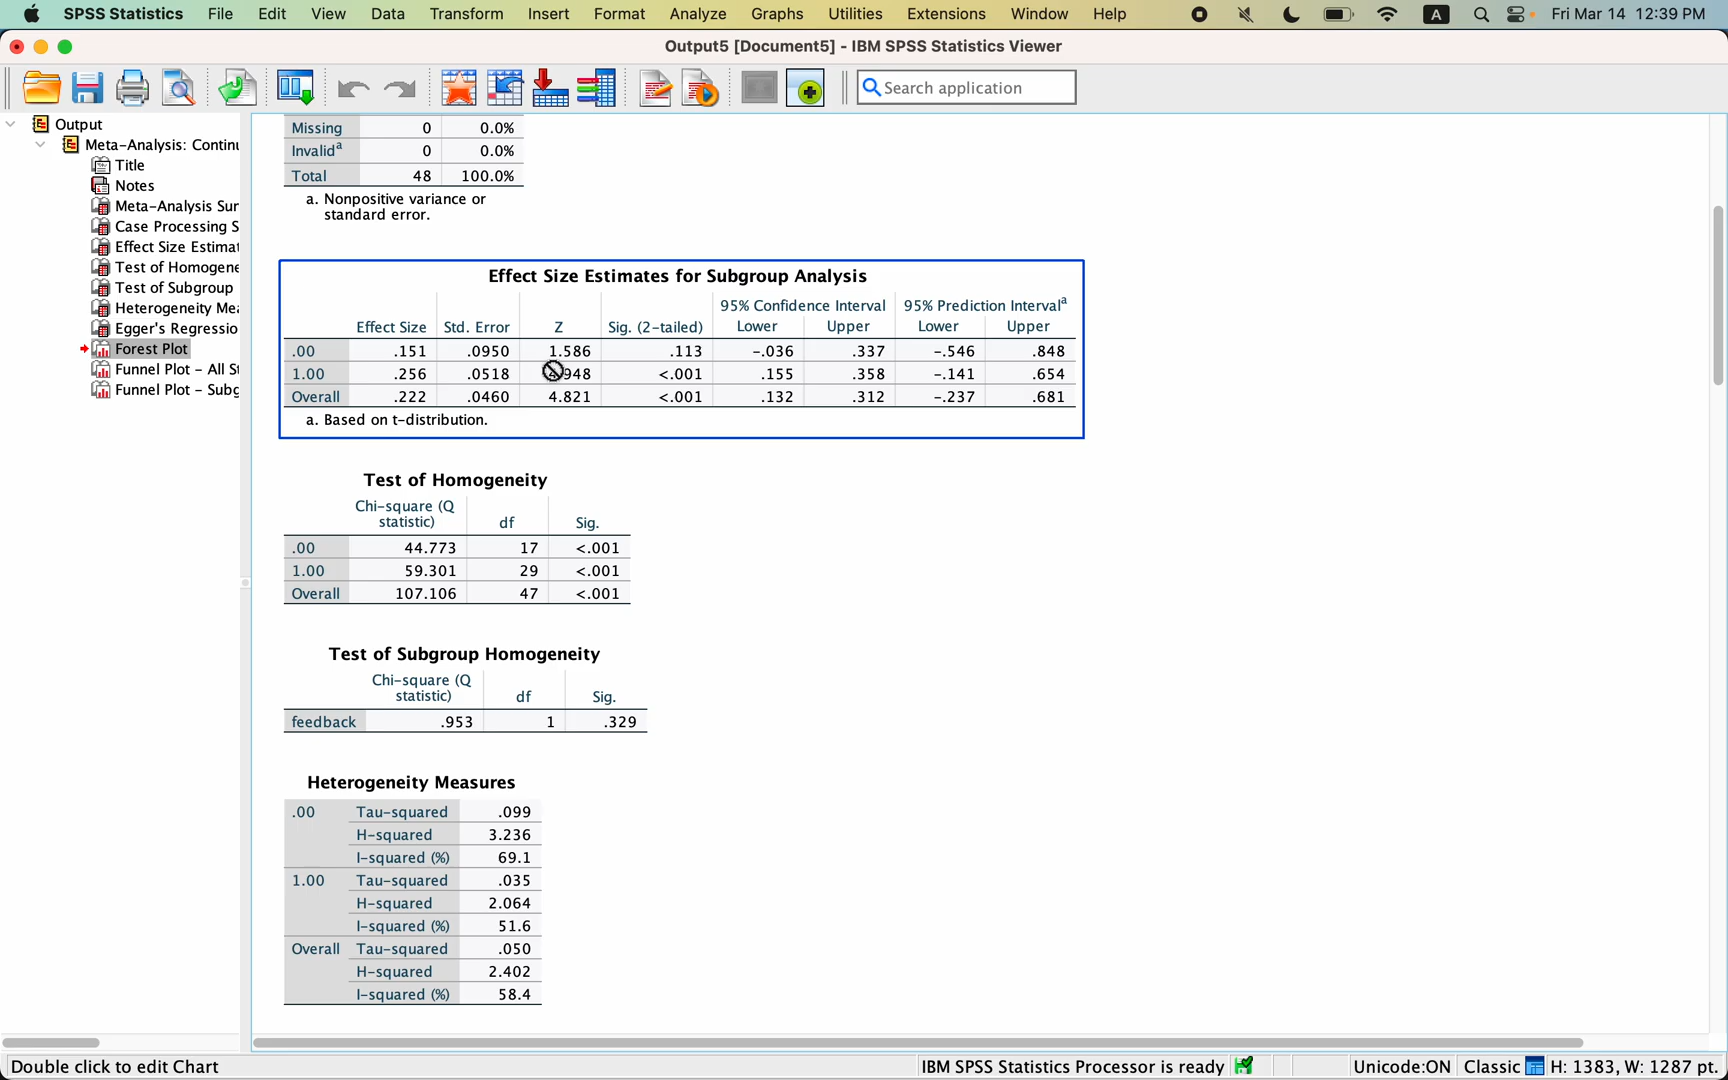 SPSS Statistics File Edit View Data Transform Insert Format Analyze Graphs Utilities Extensions Window Help A Fri Mar 14 12:39 PM
Output5 [Document5] - IBM SPSS Statistics Viewer
Search application
Output
Meta-Analysis: Continu
Title
Notes
Meta-Analysis Sur
Case Processing S
Effect Size Estimat
Test of Homogene
Test of Subgroup
Heterogeneity Mea
Egger's Regressio
Forest Plot
Funnel Plot - All St
Funnel Plot - Subg
Missing 0 0.0%
Invalid a 0 0.0%
Total 48 100.0%
a. Nonpositive variance or
standard error.
Effect Size Estimates for Subgroup Analysis
95% Confidence Interval 95% Prediction Interval a
Effect Size Std. Error Z Sig. (2-tailed) Lower Upper Lower Upper
.00 .151 .0950 1.586 .113 -.036 .337 -.546 .848
1.00 .256 .0518 4.948 <.001 .155 .358 -.141 .654
Overall .222 .0460 4.821 <.001 .132 .312 -.237 .681
a. Based on t-distribution.
Test of Homogeneity
Chi-square (Q
statistic) df Sig.
.00 44.773 17 <.001
1.00 59.301 29 <.001
Overall 107.106 47 <.001
Test of Subgroup Homogeneity
Chi-square (Q
statistic) df Sig.
feedback .953 1 .329
Heterogeneity Measures
.00 Tau-squared .099
H-squared 3.236
I-squared (%) 69.1
1.00 Tau-squared .035
H-squared 2.064
I-squared (%) 51.6
Overall Tau-squared .050
H-squared 2.402
I-squared (%) 58.4
Double click to edit Chart IBM SPSS Statistics Processor is ready Unicode:ON Classic H: 1383, W: 1287 pt.